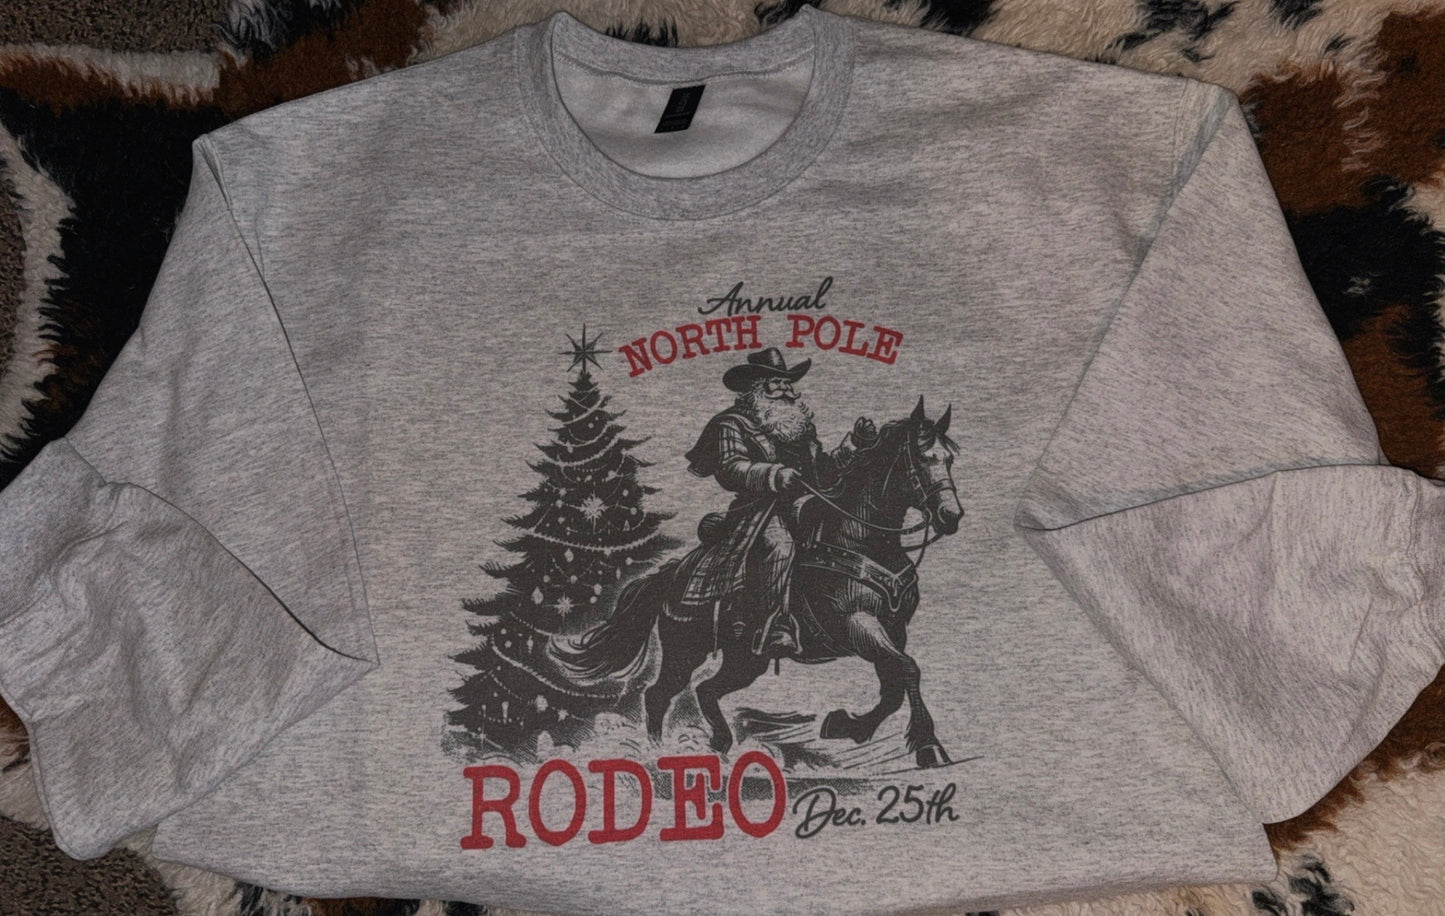 Annual
NORTH POLE
RODEO Dec. 25th